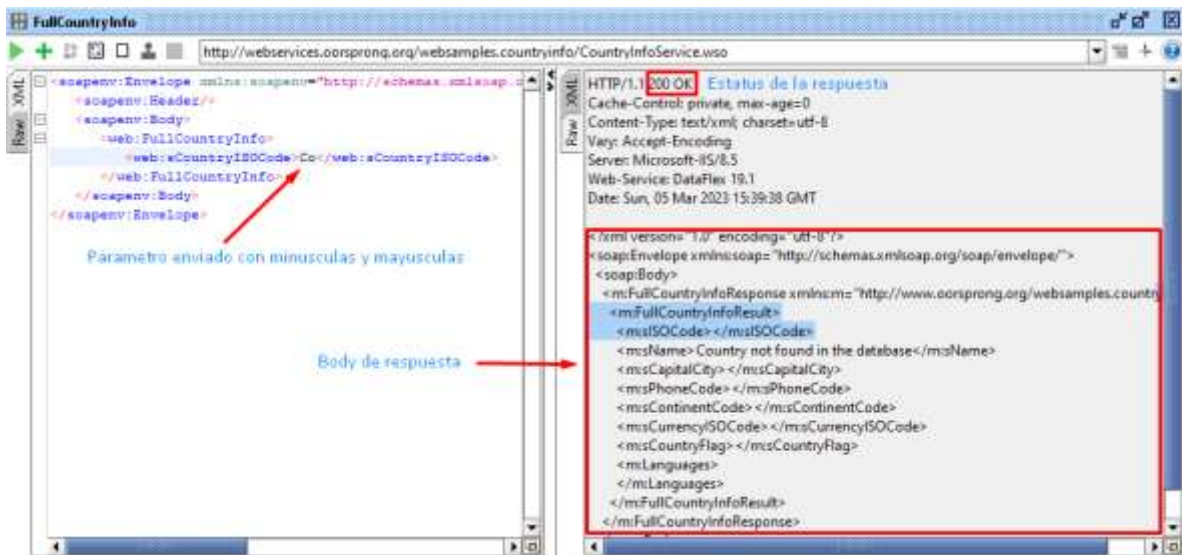 FullCountryInfo
http://webservices.oorsprong.org/websamples.countryinfo/CountryInfoService.wso
XML
Raw
<soapenv:Envelope xmlns:soapenv="http://schemas.xmlsoap.
<soapenv:Header/>
<soapenv:Body>
<web:FullCountryInfo>
<web:sCountryISOCode>Co</web:sCountryISOCode>
</web:FullCountryInfo>
</soapenv:Body>
</soapenv:Envelope>
Parametro enviado con minusculas y mayusculas
Body de respuesta
XML
Raw
HTTP/1.1 200 OK Estatus de la respuesta
Cache-Control: private, max-age=0
Content-Type: text/xml; charset=utf-8
Vary: Accept-Encoding
Server: Microsoft-IIS/8.5
Web-Service: DataFlex 19.1
Date: Sun, 05 Mar 2023 15:39:38 GMT
<?xml version="1.0" encoding="utf-8"?>
<soap:Envelope xmlns:soap="http://schemas.xmlsoap.org/soap/envelope/">
<soap:Body>
<m:FullCountryInfoResponse xmlns:m="http://www.oorsprong.org/websamples.country
<m:FullCountryInfoResult>
<m:sISOCode></m:sISOCode>
<m:sName>Country not found in the database</m:sName>
<m:sCapitalCity></m:sCapitalCity>
<m:sPhoneCode></m:sPhoneCode>
<m:sContinentCode></m:sContinentCode>
<m:sCurrencyISOCode></m:sCurrencyISOCode>
<m:sCountryFlag></m:sCountryFlag>
<m:Languages>
</m:Languages>
</m:FullCountryInfoResult>
</m:FullCountryInfoResponse>